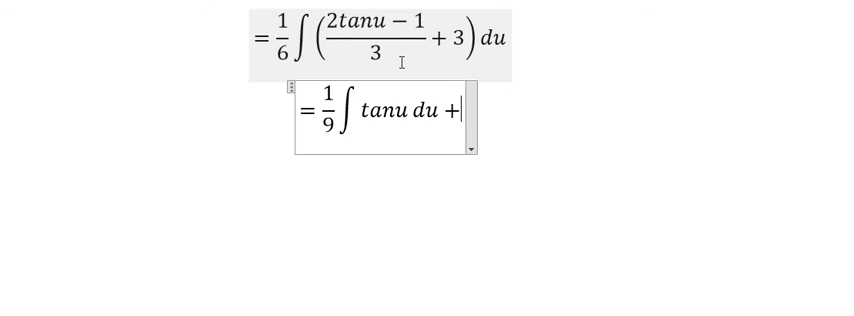 = 1/6 ∫ ( (2tanu − 1)/3 + 3 ) du
= 1/9 ∫ tanu du +